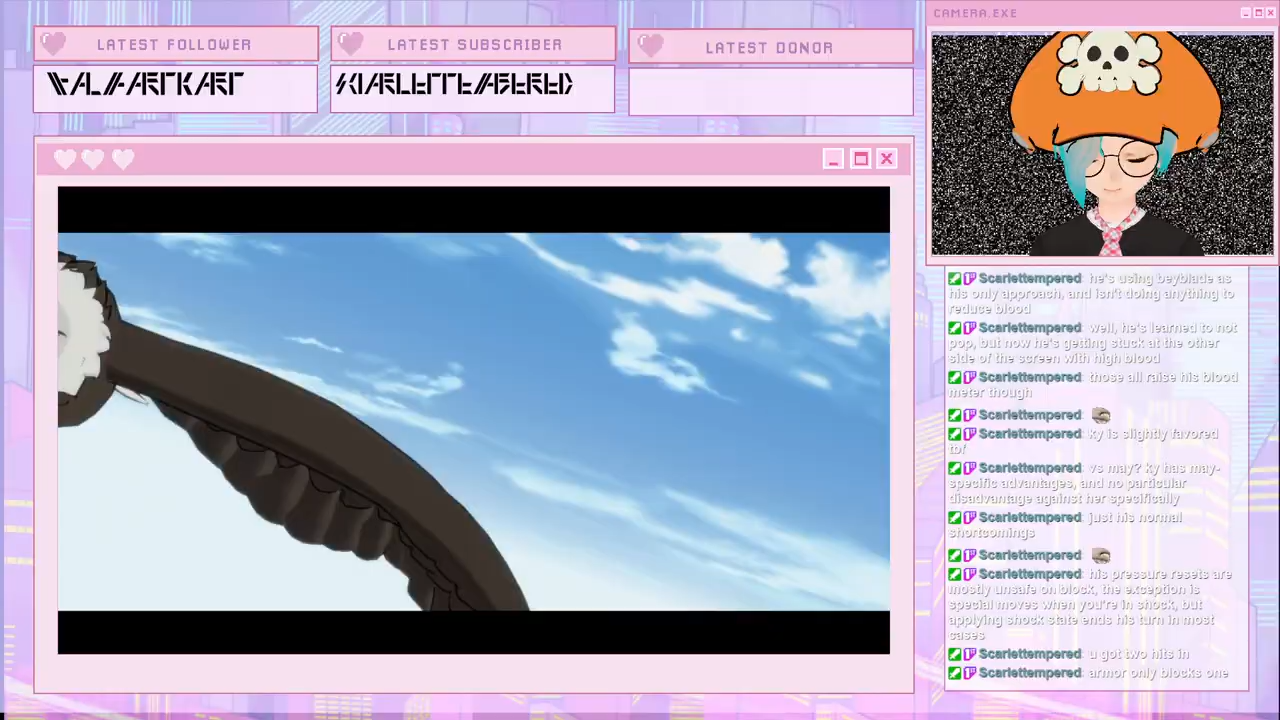 LATEST FOLLOWER
LATEST SUBSCRIBER
LATEST DONOR
CAMERA.EXE
Scarlettempered: he's using beyblade as
his only approach, and isn't doing anything to
reduce blood
Scarlettempered: well, he's learned to not
pop, but now he's getting stuck at the other
side of the screen with high blood
Scarlettempered: those all raise his blood
meter though
Scarlettempered:
Scarlettempered: ky is slightly favored
tbf
Scarlettempered: vs may? ky has may-
specific advantages, and no particular
disadvantage against her specifically
Scarlettempered: just his normal
shortcomings
Scarlettempered:
Scarlettempered: his pressure resets are
mostly unsafe on block, the exception is
special moves when you're in shock, but
applying shock state ends his turn in most
cases
Scarlettempered: u got two hits in
Scarlettempered: armor only blocks one